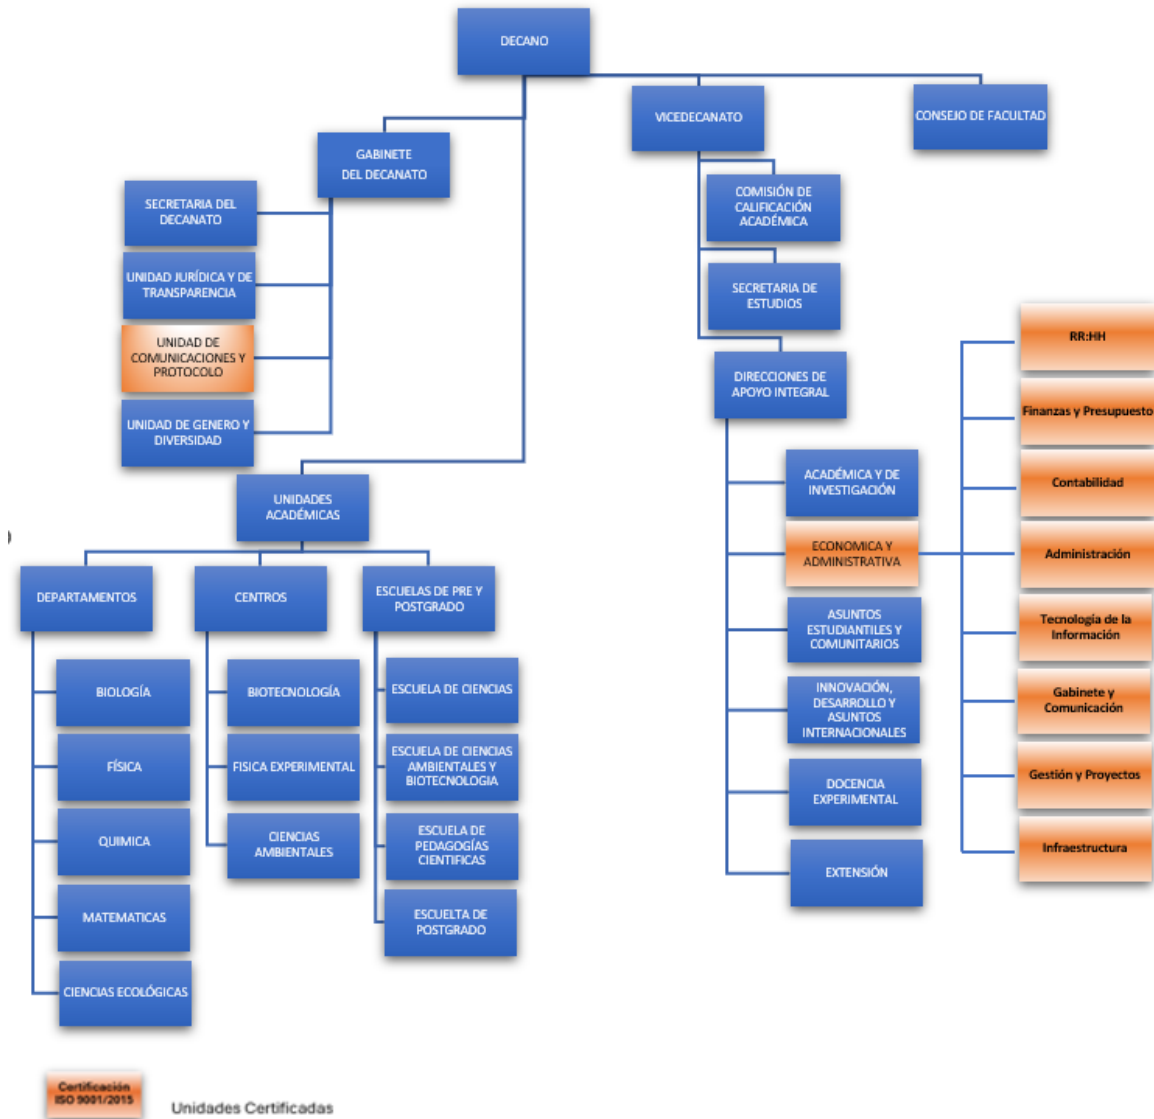 DECANO
VICEDECANATO
CONSEJO DE FACULTAD
GABINETE
DEL DECANATO
SECRETARIA DEL
DECANATO
UNIDAD JURÍDICA Y DE
TRANSPARENCIA
UNIDAD DE
COMUNICACIONES Y
PROTOCOLO
UNIDAD DE GENERO Y
DIVERSIDAD
COMISIÓN DE
CALIFICACIÓN
ACADÉMICA
SECRETARIA DE
ESTUDIOS
DIRECCIONES DE
APOYO INTEGRAL
ACADÉMICA Y DE
INVESTIGACIÓN
ECONOMICA Y
ADMINISTRATIVA
ASUNTOS
ESTUDIANTILES Y
COMUNITARIOS
INNOVACIÓN,
DESARROLLO Y
ASUNTOS
INTERNACIONALES
DOCENCIA
EXPERIMENTAL
EXTENSIÓN
RR:HH
Finanzas y Presupuesto
Contabilidad
Administración
Tecnología de la
Información
Gabinete y
Comunicación
Gestión y Proyectos
Infraestructura
UNIDADES
ACADÉMICAS
DEPARTAMENTOS
CENTROS
ESCUELAS DE PRE Y
POSTGRADO
BIOLOGÍA
FÍSICA
QUIMICA
MATEMATICAS
CIENCIAS ECOLÓGICAS
BIOTECNOLOGÍA
FISICA EXPERIMENTAL
CIENCIAS
AMBIENTALES
ESCUELA DE CIENCIAS
ESCUELA DE CIENCIAS
AMBIENTALES Y
BIOTECNOLOGIA
ESCUELA DE
PEDAGOGÍAS
CIENTIFICAS
ESCUELTA DE
POSTGRADO
Certificación
ISO 9001/2015
Unidades Certificadas